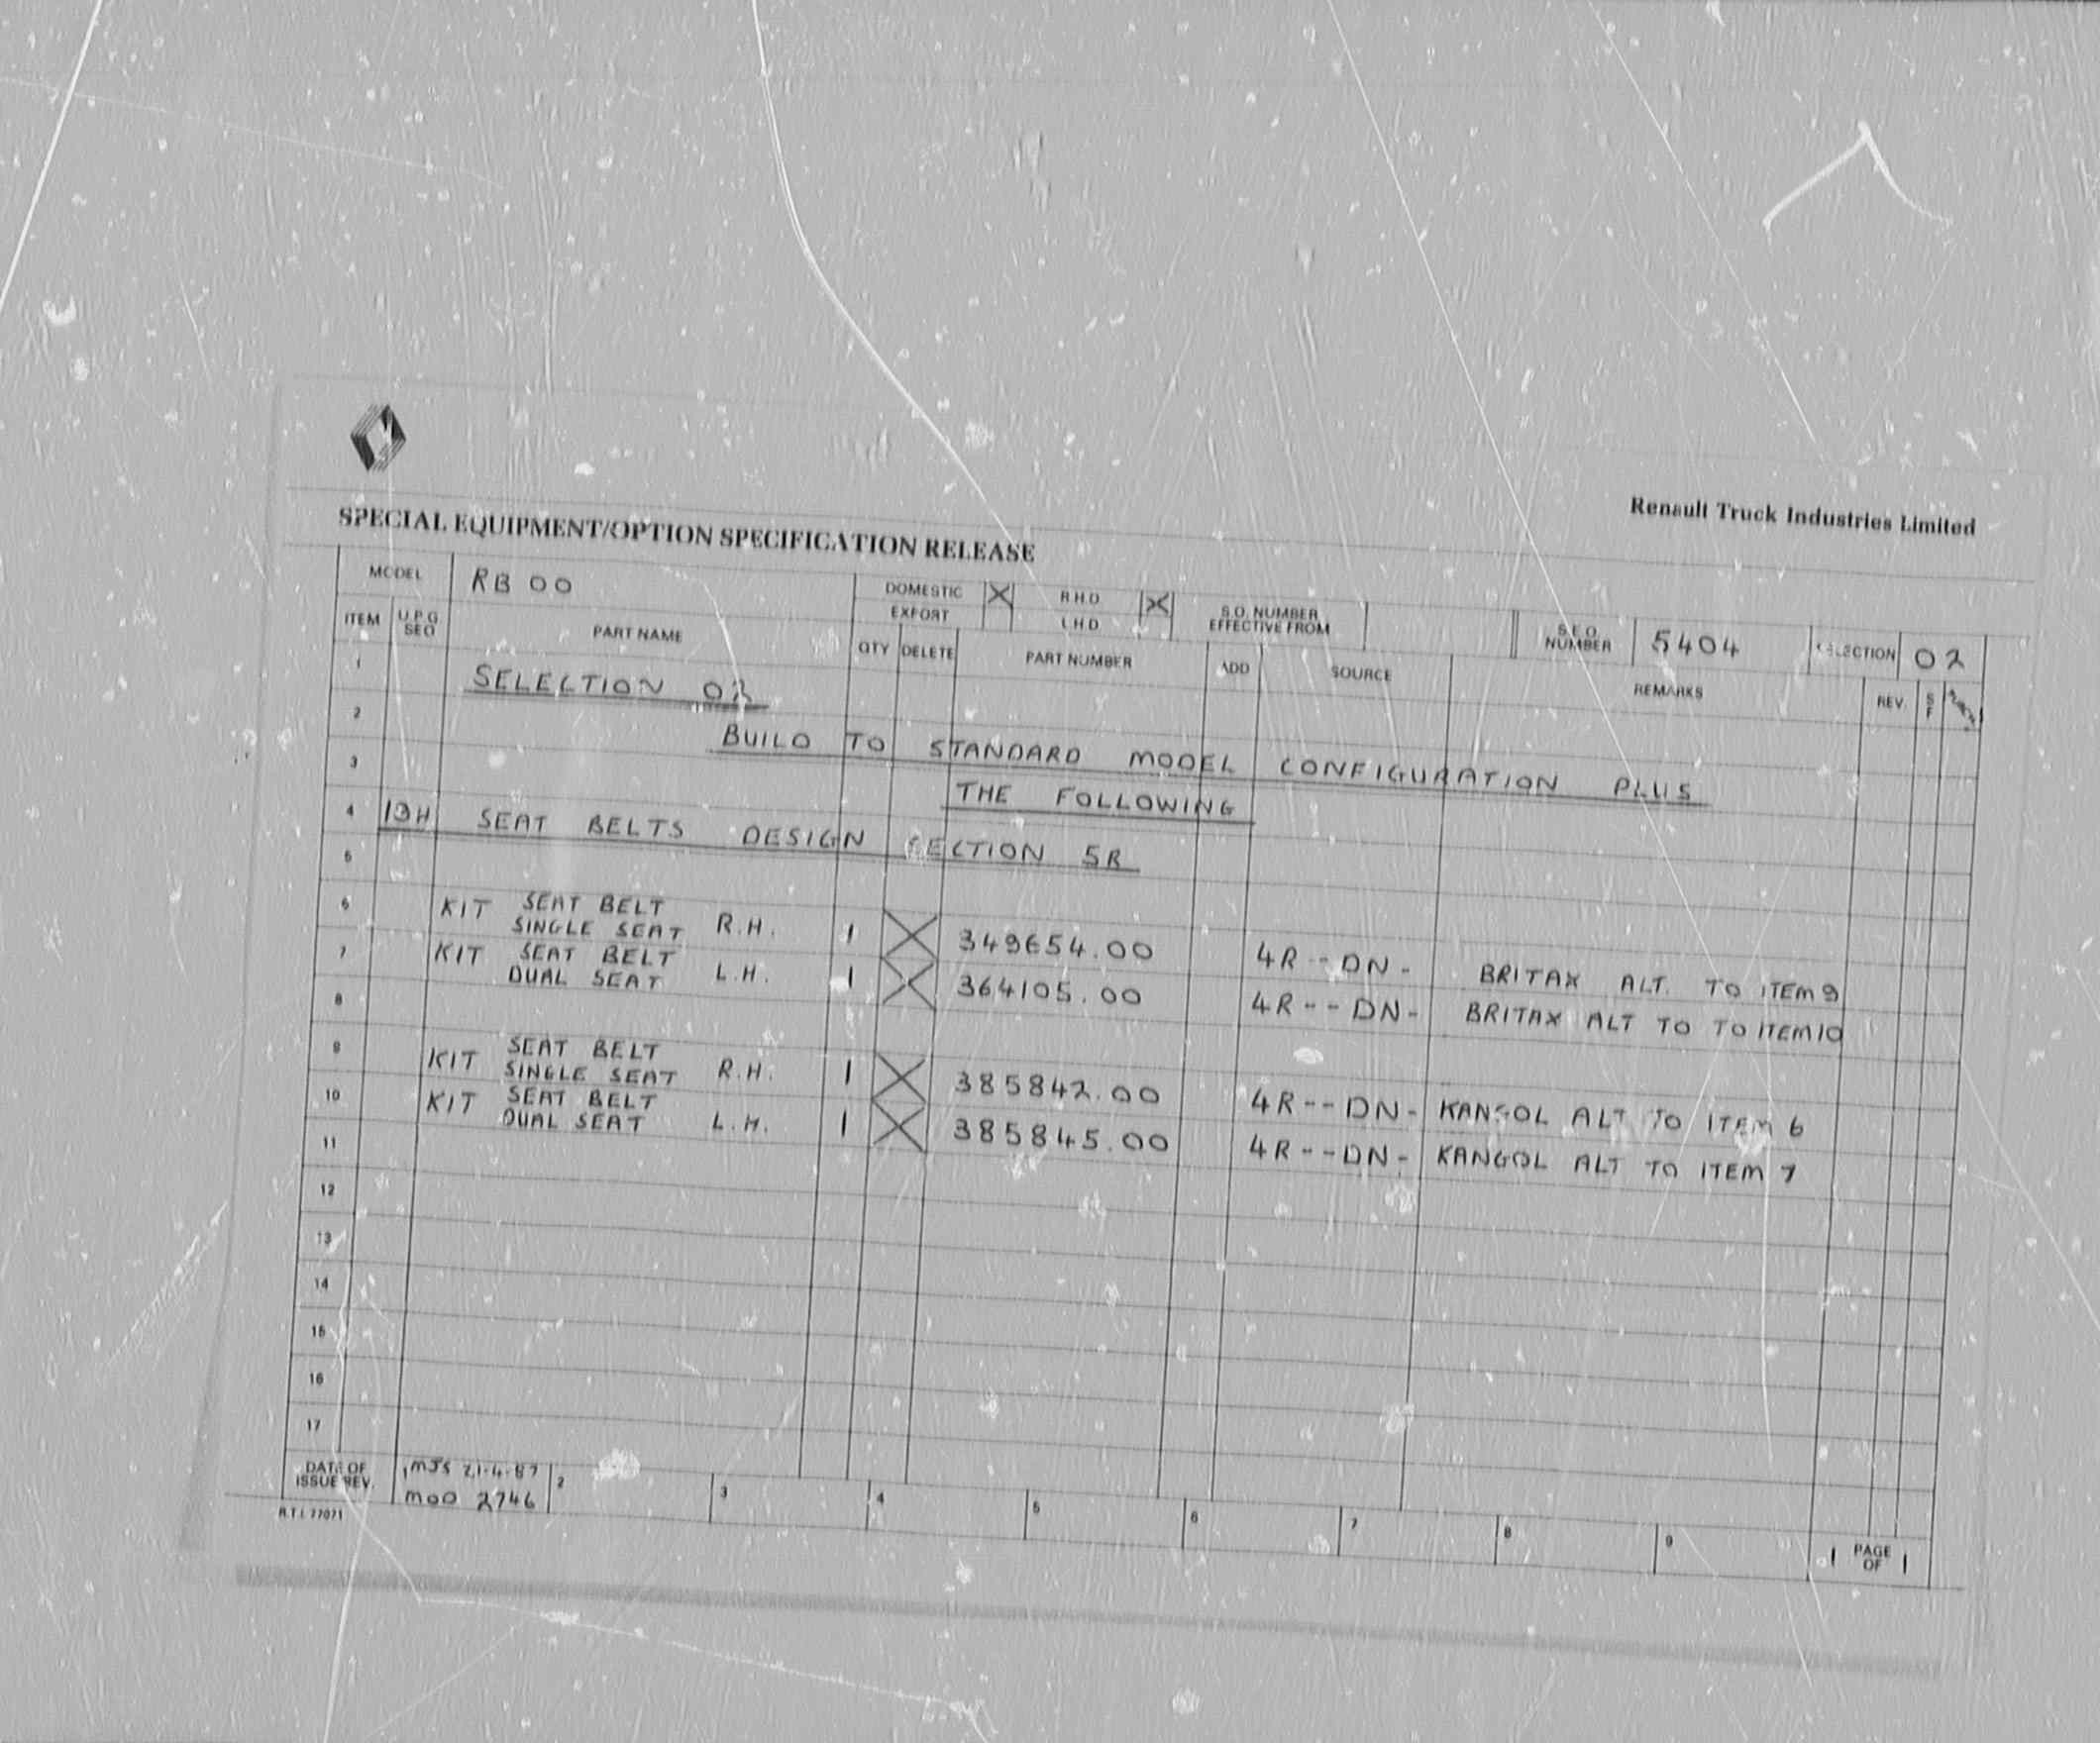 Renault Truck Industries Limited
SPECIAL EQUIPMENT/OPTION SPECIFICATION RELEASE
MODEL RB 00 DOMESTIC X R.H.D X S.O. NUMBER EFFECTIVE FROM S.E.O. NUMBER 5404 SELECTION 02
EXPORT L.H.D
ITEM U.P.G SEQ PART NAME QTY DELETE PART NUMBER ADD SOURCE REMARKS REV. S F
1 SELECTION 02
2 BUILD TO STANDARD MODEL CONFIGURATION PLUS
3 THE FOLLOWING
4 13H SEAT BELTS DESIGN SECTION 5R
5
6 KIT SEAT BELT SINGLE SEAT R.H. 1 X 349654.00 4R--DN- BRITAX ALT. TO ITEM 9
7 KIT SEAT BELT DUAL SEAT L.H. 1 X 364105.00 4R--DN- BRITAX ALT TO TO ITEM 10
8
9 KIT SEAT BELT SINGLE SEAT R.H. 1 X 385842.00 4R--DN- KANGOL ALT TO ITEM 6
10 KIT SEAT BELT DUAL SEAT L.H. 1 X 385845.00 4R--DN- KANGOL ALT TO ITEM 7
11
12
13
14
15
16
17
DATE OF ISSUE REV. 1 MJS 21-4-87 MOD 2746 2 3 4 5 6 7 8 9 1 PAGE OF 1
R.T.I. 77071